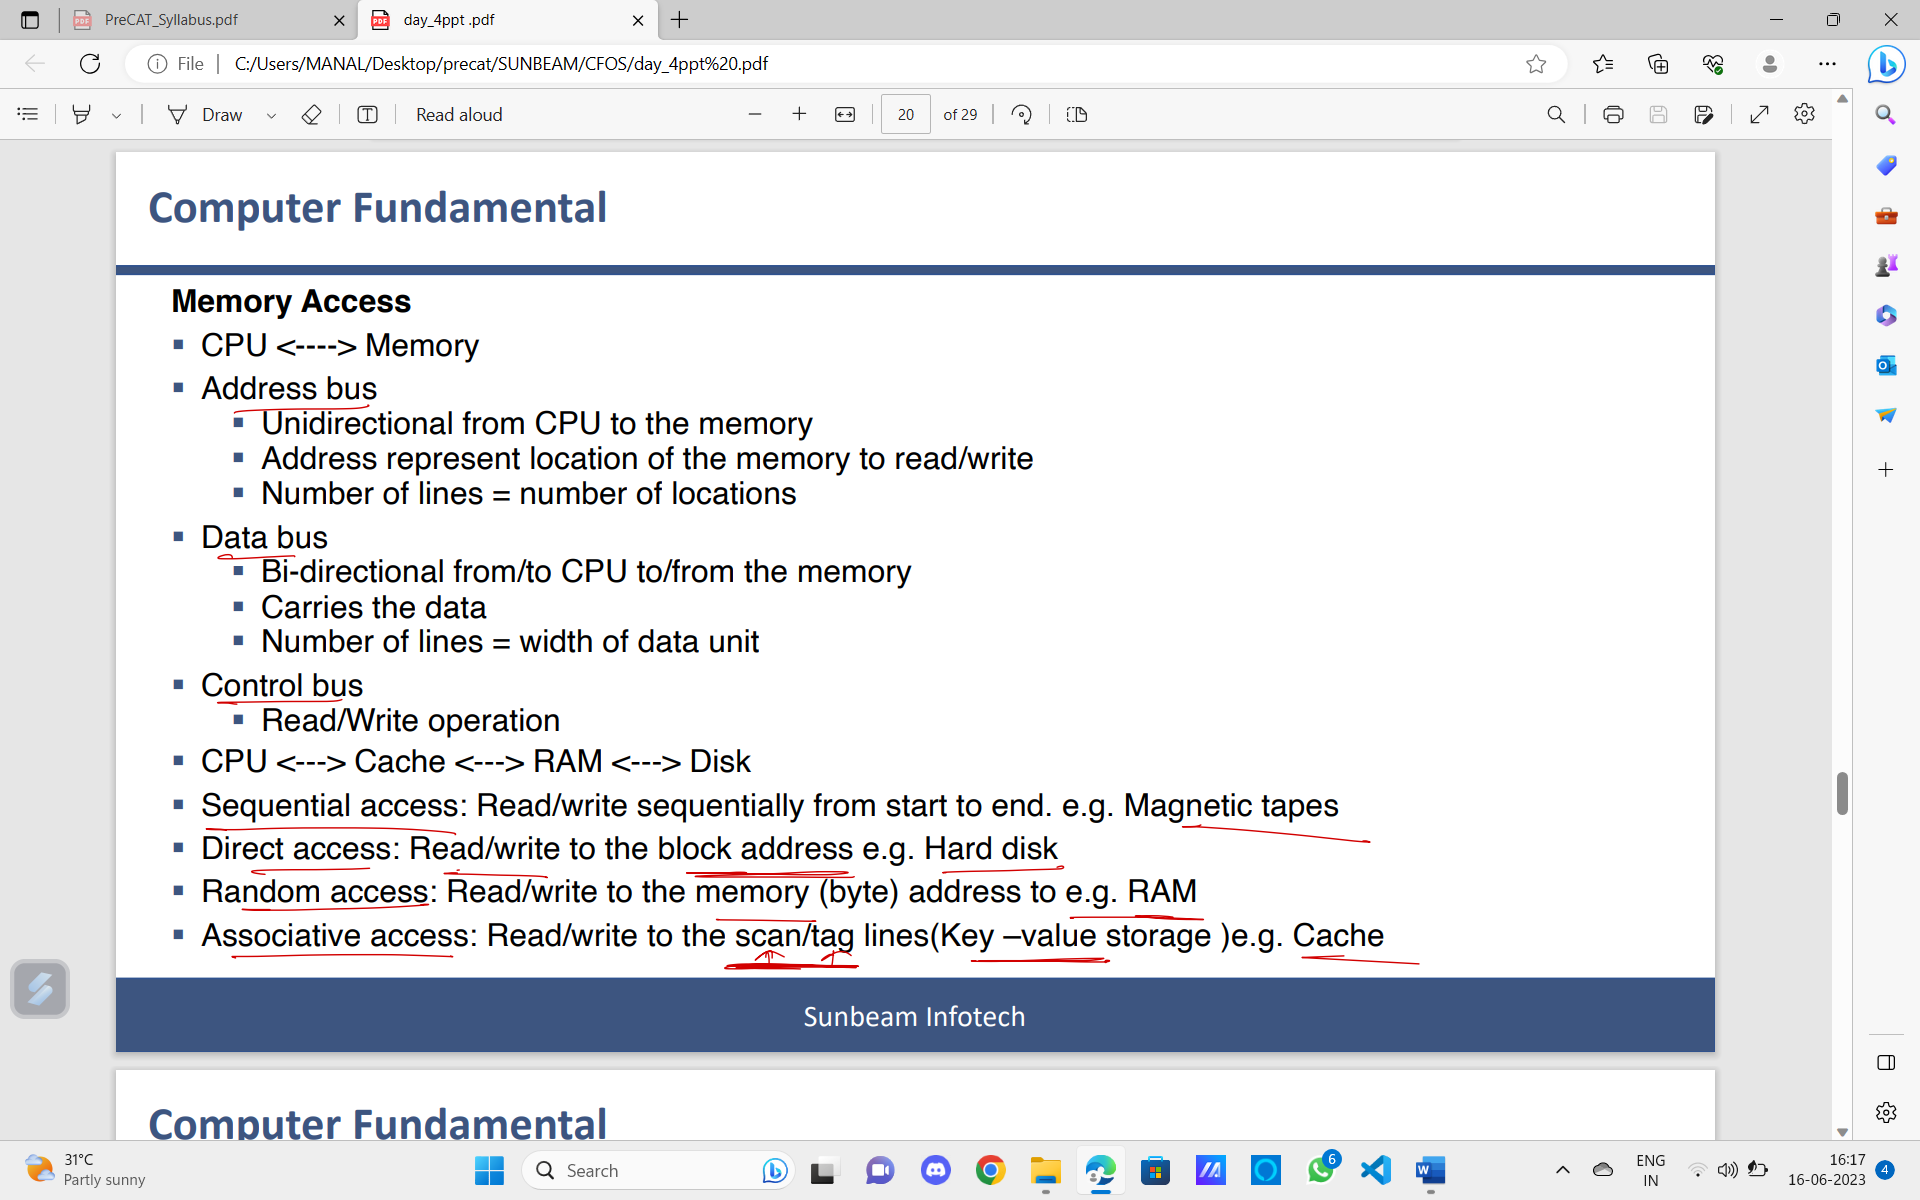 PreCAT_Syllabus.pdf
day_4ppt .pdf
File
C:/Users/MANAL/Desktop/precat/SUNBEAM/CFOS/day_4ppt%20.pdf
Draw
Read aloud
20 of 29
Computer Fundamental
Memory Access
CPU <----> Memory
Address bus
Unidirectional from CPU to the memory
Address represent location of the memory to read/write
Number of lines = number of locations
Data bus
Bi-directional from/to CPU to/from the memory
Carries the data
Number of lines = width of data unit
Control bus
Read/Write operation
CPU <---> Cache <---> RAM <---> Disk
Sequential access: Read/write sequentially from start to end. e.g. Magnetic tapes
Direct access: Read/write to the block address e.g. Hard disk
Random access: Read/write to the memory (byte) address to e.g. RAM
Associative access: Read/write to the scan/tag lines(Key –value storage )e.g. Cache
Sunbeam Infotech
Computer Fundamental
31°C
Partly sunny
Search
6
ENG
IN
16:17
16-06-2023
4